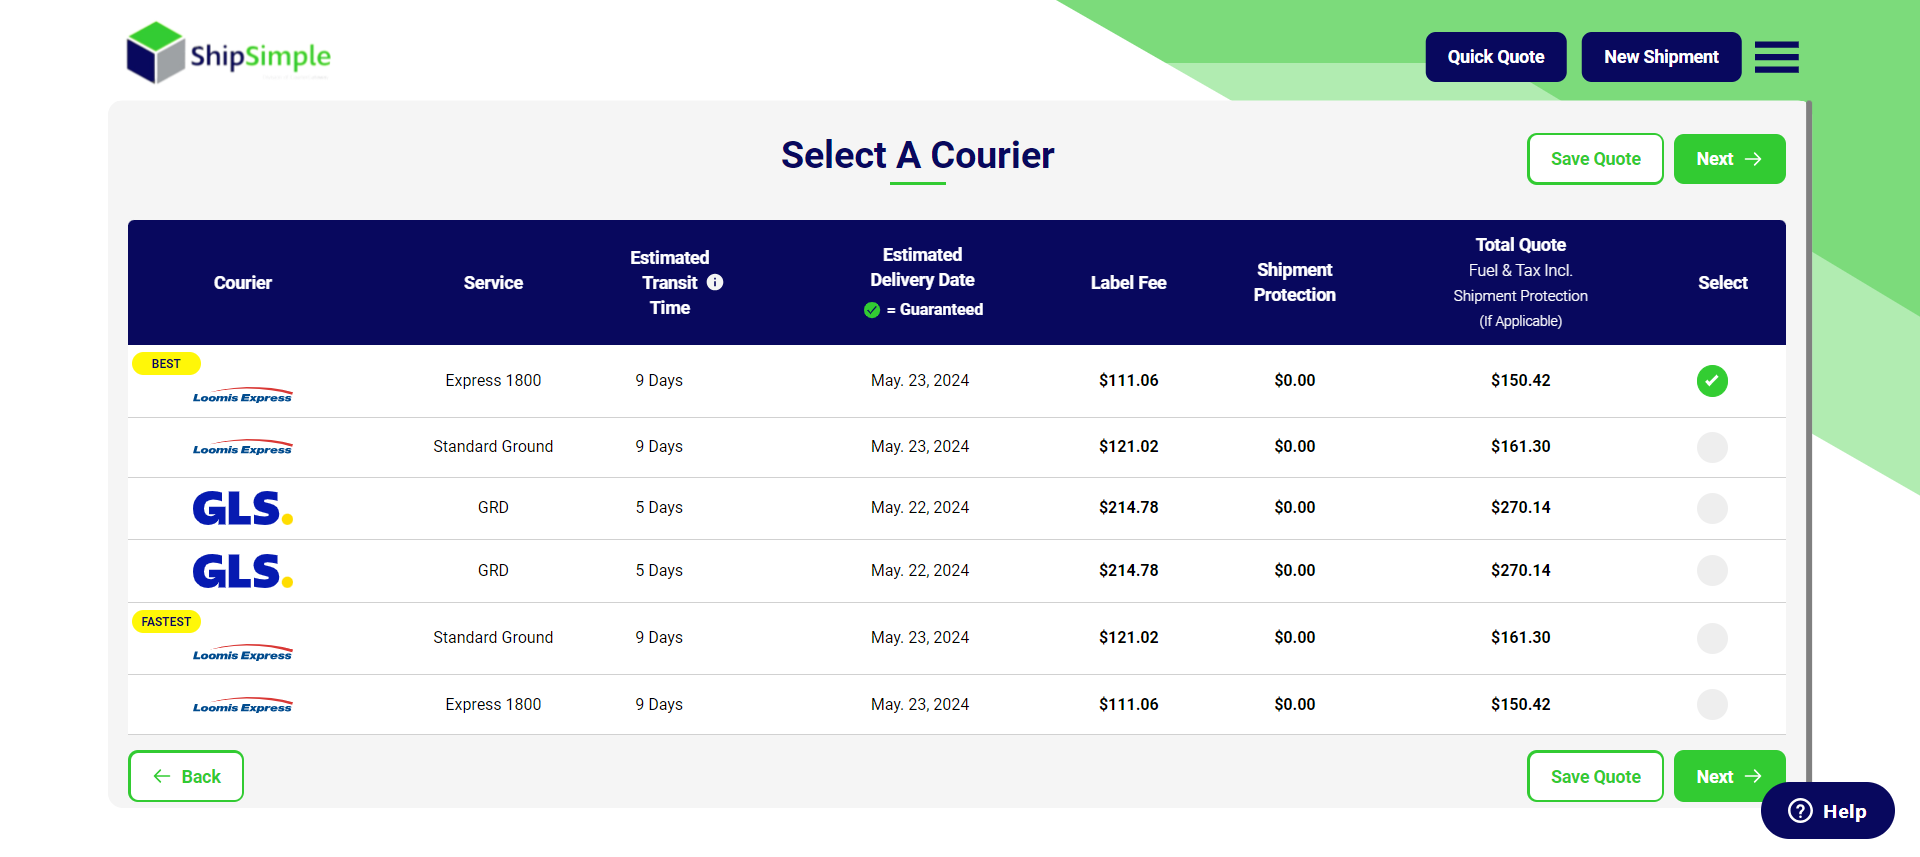 ShipSimple
Quick Quote
New Shipment
Select A Courier
Save Quote
Next
Courier
Service
Estimated
Transit
Time
Estimated
Delivery Date
= Guaranteed
Label Fee
Shipment
Protection
Total Quote
Fuel & Tax Incl.
Shipment Protection
(If Applicable)
Select
BEST
Loomis Express Express 1800 9 Days May. 23, 2024 $111.06 $0.00 $150.42
Loomis Express Standard Ground 9 Days May. 23, 2024 $121.02 $0.00 $161.30
GLS. GRD 5 Days May. 22, 2024 $214.78 $0.00 $270.14
GLS. GRD 5 Days May. 22, 2024 $214.78 $0.00 $270.14
FASTEST
Loomis Express Standard Ground 9 Days May. 23, 2024 $121.02 $0.00 $161.30
Loomis Express Express 1800 9 Days May. 23, 2024 $111.06 $0.00 $150.42
Back
Save Quote
Next
Help